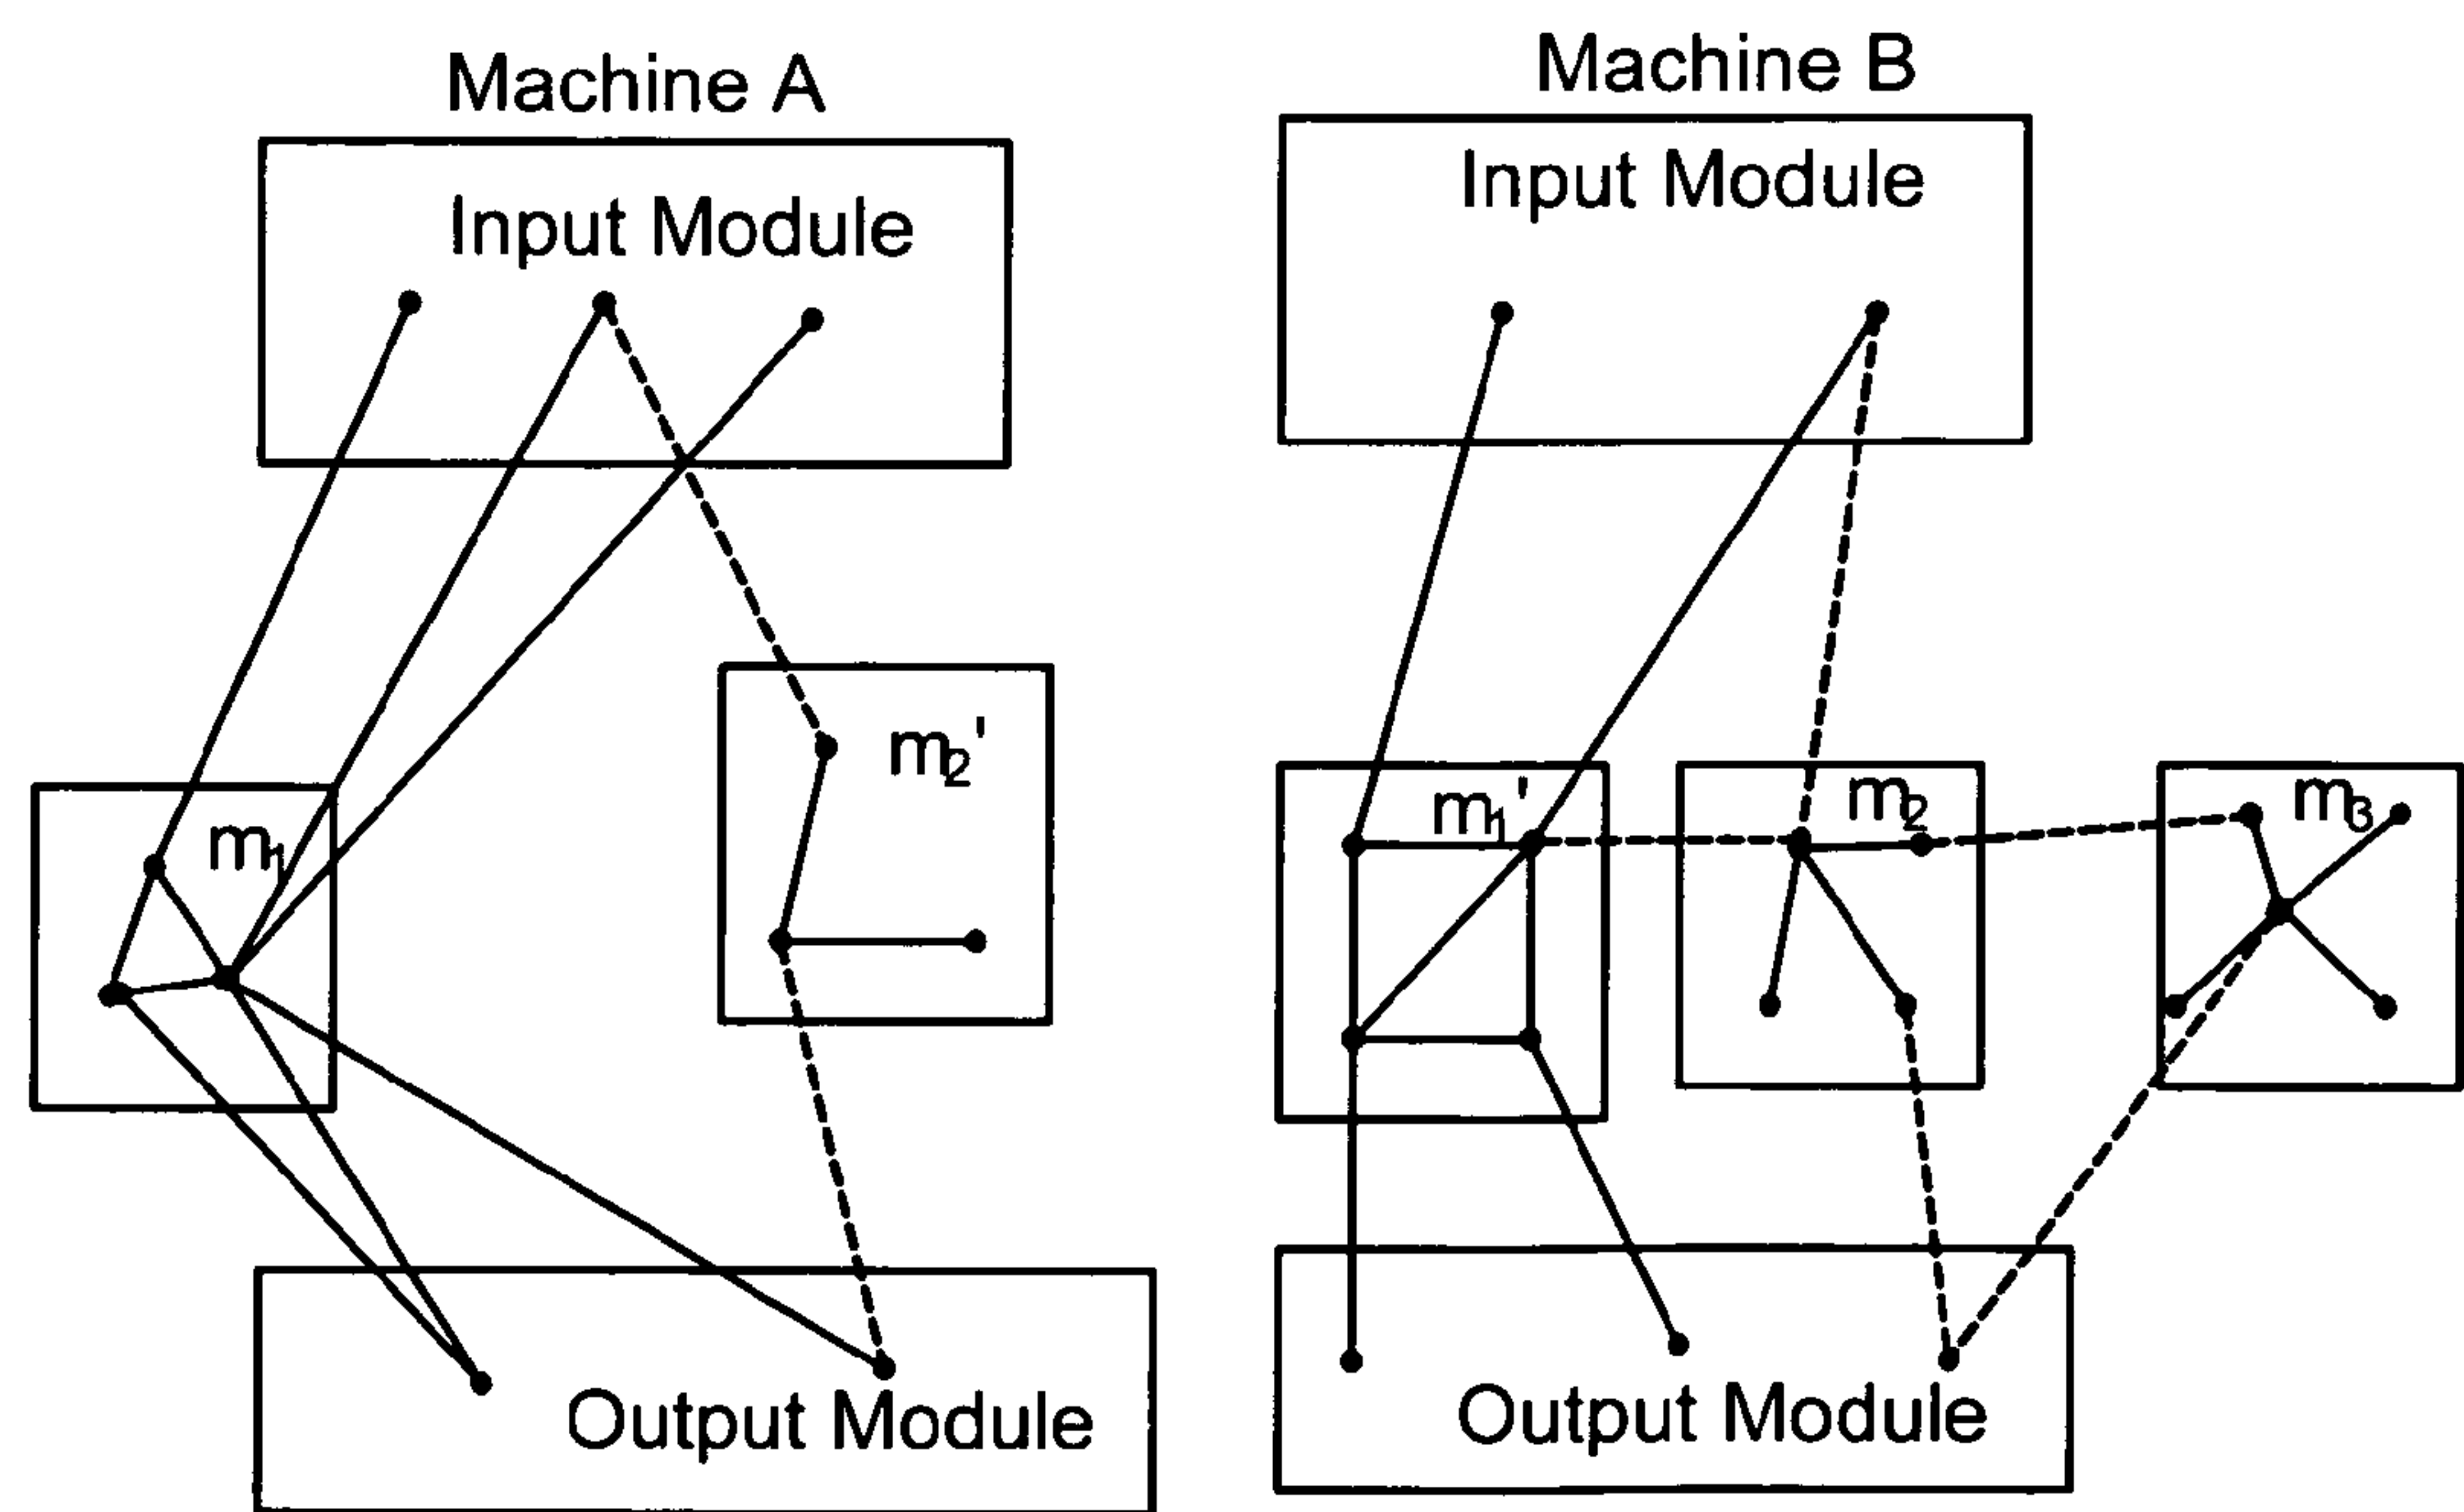 Machine A
Input Module
m₁
m₂'
Output Module
Machine B
Input Module
m₁'
m₂
m₃
Output Module